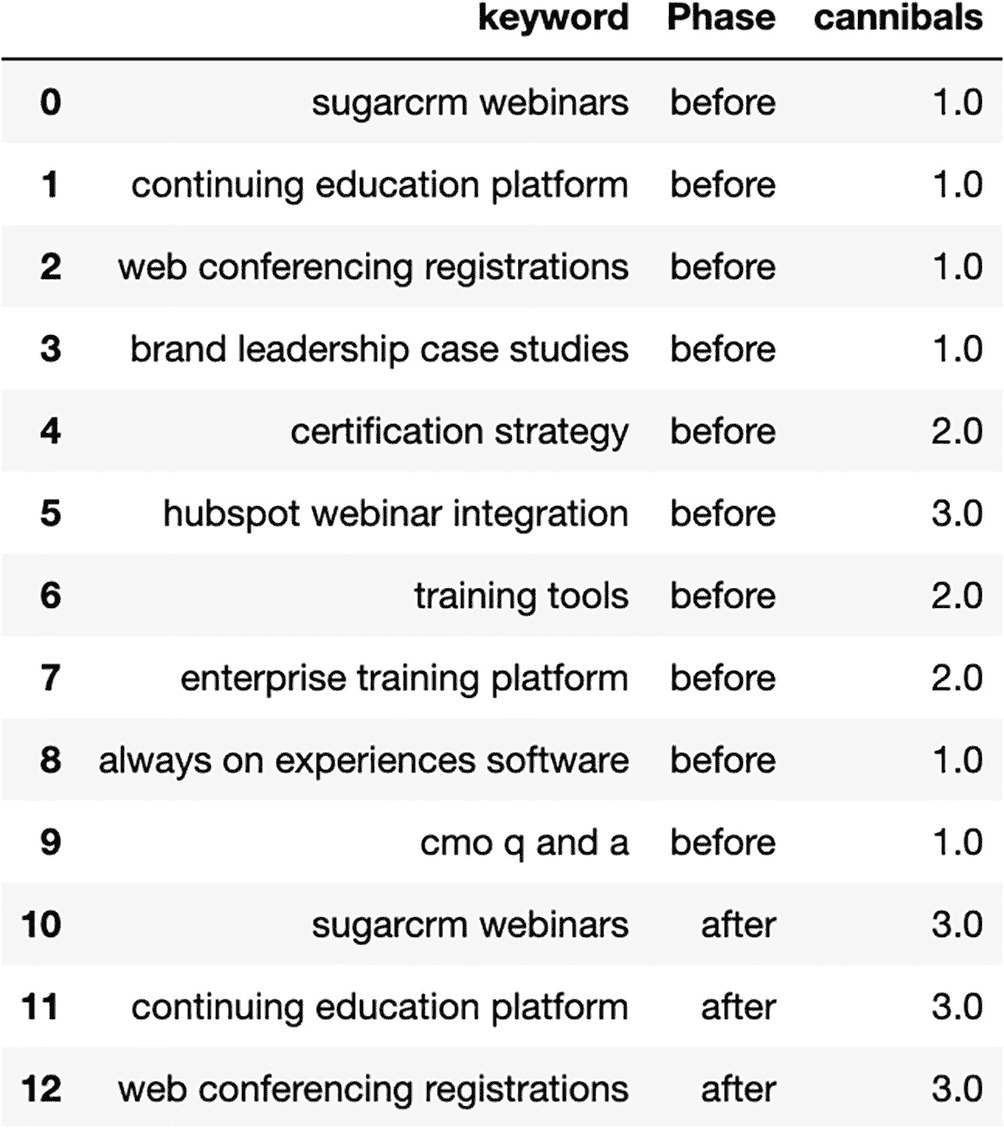 keyword Phase cannibals
0 sugarcrm webinars before 1.0
1 continuing education platform before 1.0
2 web conferencing registrations before 1.0
3 brand leadership case studies before 1.0
4 certification strategy before 2.0
5 hubspot webinar integration before 3.0
6 training tools before 2.0
7 enterprise training platform before 2.0
8 always on experiences software before 1.0
9 cmo q and a before 1.0
10 sugarcrm webinars after 3.0
11 continuing education platform after 3.0
12 web conferencing registrations after 3.0